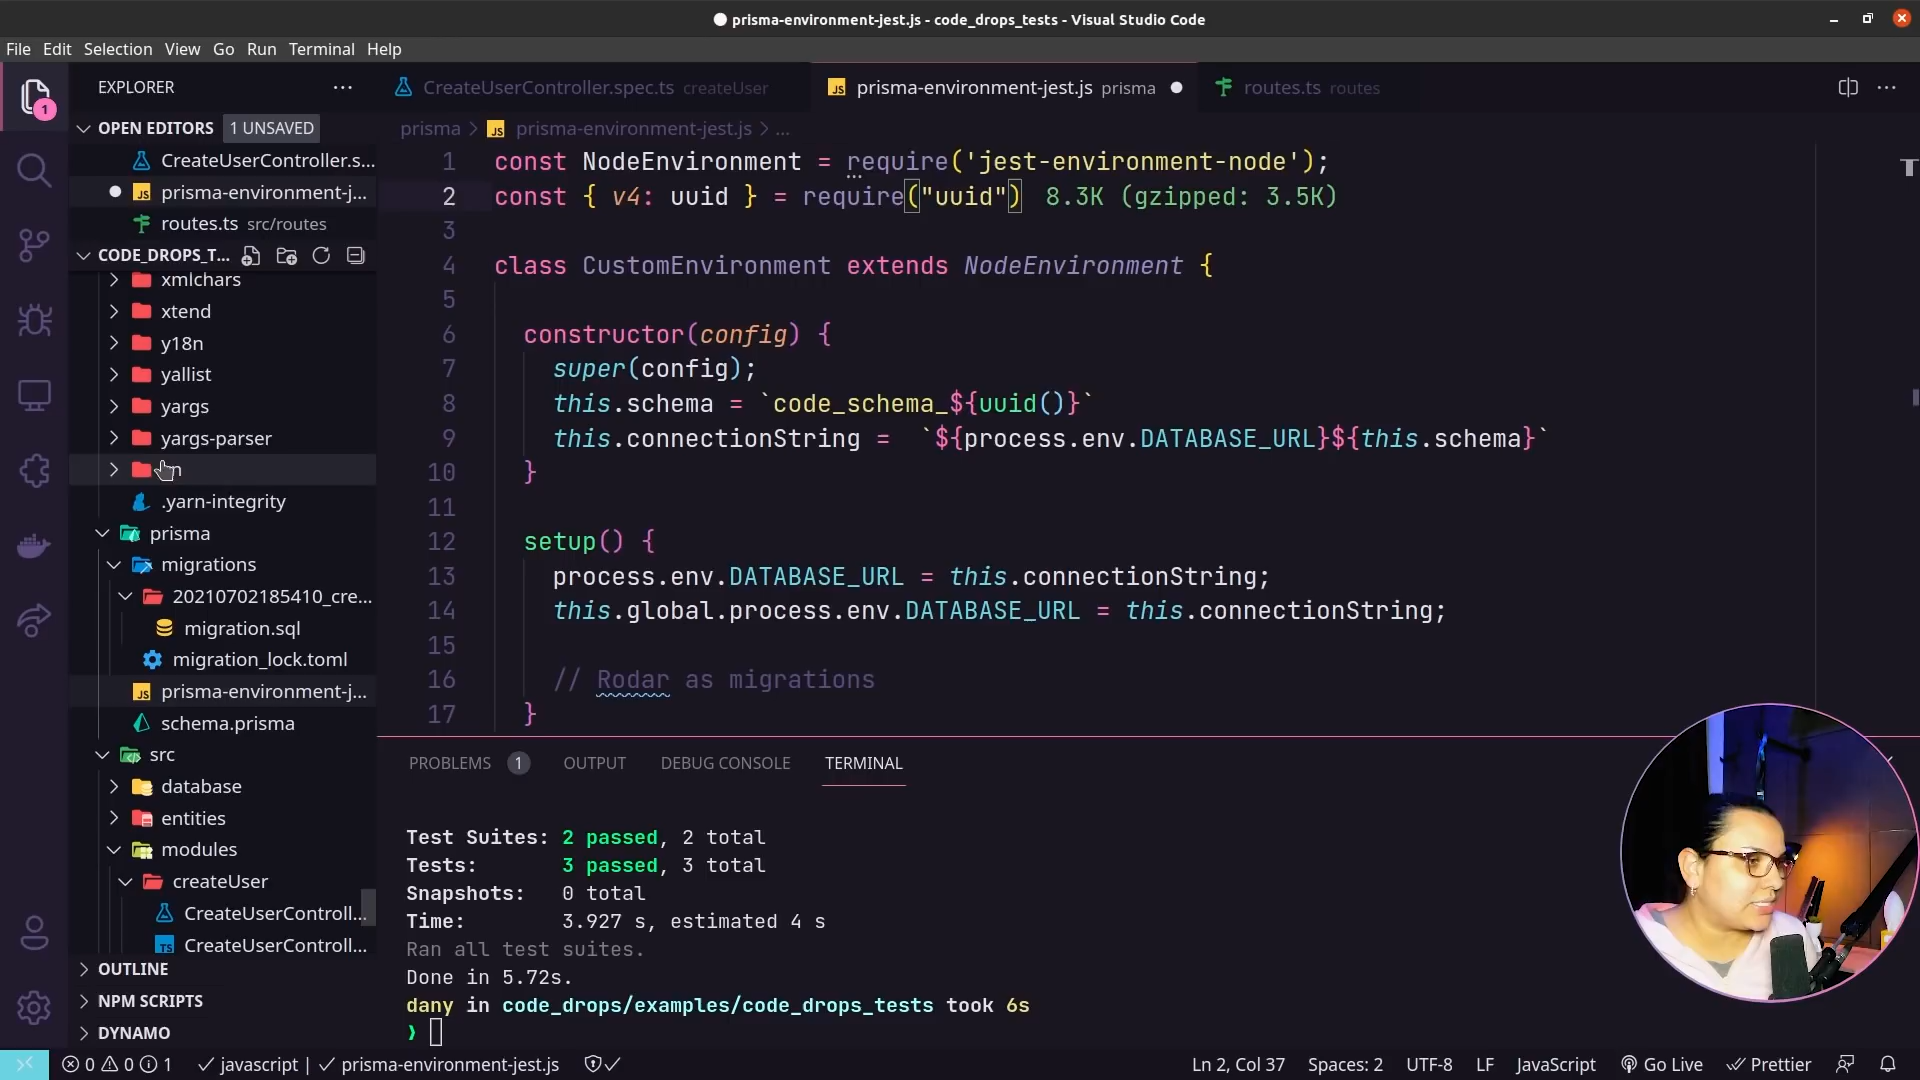 prisma-environment-jest.js - code_drops_tests - Visual Studio Code
File Edit Selection View Go Run Terminal Help
EXPLORER
OPEN EDITORS 1 UNSAVED
CreateUserController.s...
prisma-environment-j...
routes.ts src/routes
CODE_DROPS_T...
xmlchars
xtend
y18n
yallist
yargs
yargs-parser
.yarn-integrity
prisma
migrations
20210702185410_cre...
migration.sql
migration_lock.toml
prisma-environment-j...
schema.prisma
src
database
entities
modules
createUser
CreateUserControll...
CreateUserControll...
OUTLINE
NPM SCRIPTS
DYNAMO
1
CreateUserController.spec.ts createUser
prisma-environment-jest.js prisma
routes.ts routes
prisma > prisma-environment-jest.js > ...
1 const NodeEnvironment = require('jest-environment-node');
2 const { v4: uuid } = require("uuid") 8.3K (gzipped: 3.5K)
3
4 class CustomEnvironment extends NodeEnvironment {
5
6 constructor(config) {
7 super(config);
8 this.schema = `code_schema_${uuid()}`
9 this.connectionString = `${process.env.DATABASE_URL}${this.schema}`
10 }
11
12 setup() {
13 process.env.DATABASE_URL = this.connectionString;
14 this.global.process.env.DATABASE_URL = this.connectionString;
15
16 // Rodar as migrations
17 }
PROBLEMS 1 OUTPUT DEBUG CONSOLE TERMINAL
Test Suites: 2 passed, 2 total
Tests: 3 passed, 3 total
Snapshots: 0 total
Time: 3.927 s, estimated 4 s
Ran all test suites.
Done in 5.72s.
dany in code_drops/examples/code_drops_tests took 6s
❯
0 0 1 javascript | prisma-environment-jest.js
Ln 2, Col 37 Spaces: 2 UTF-8 LF JavaScript Go Live Prettier